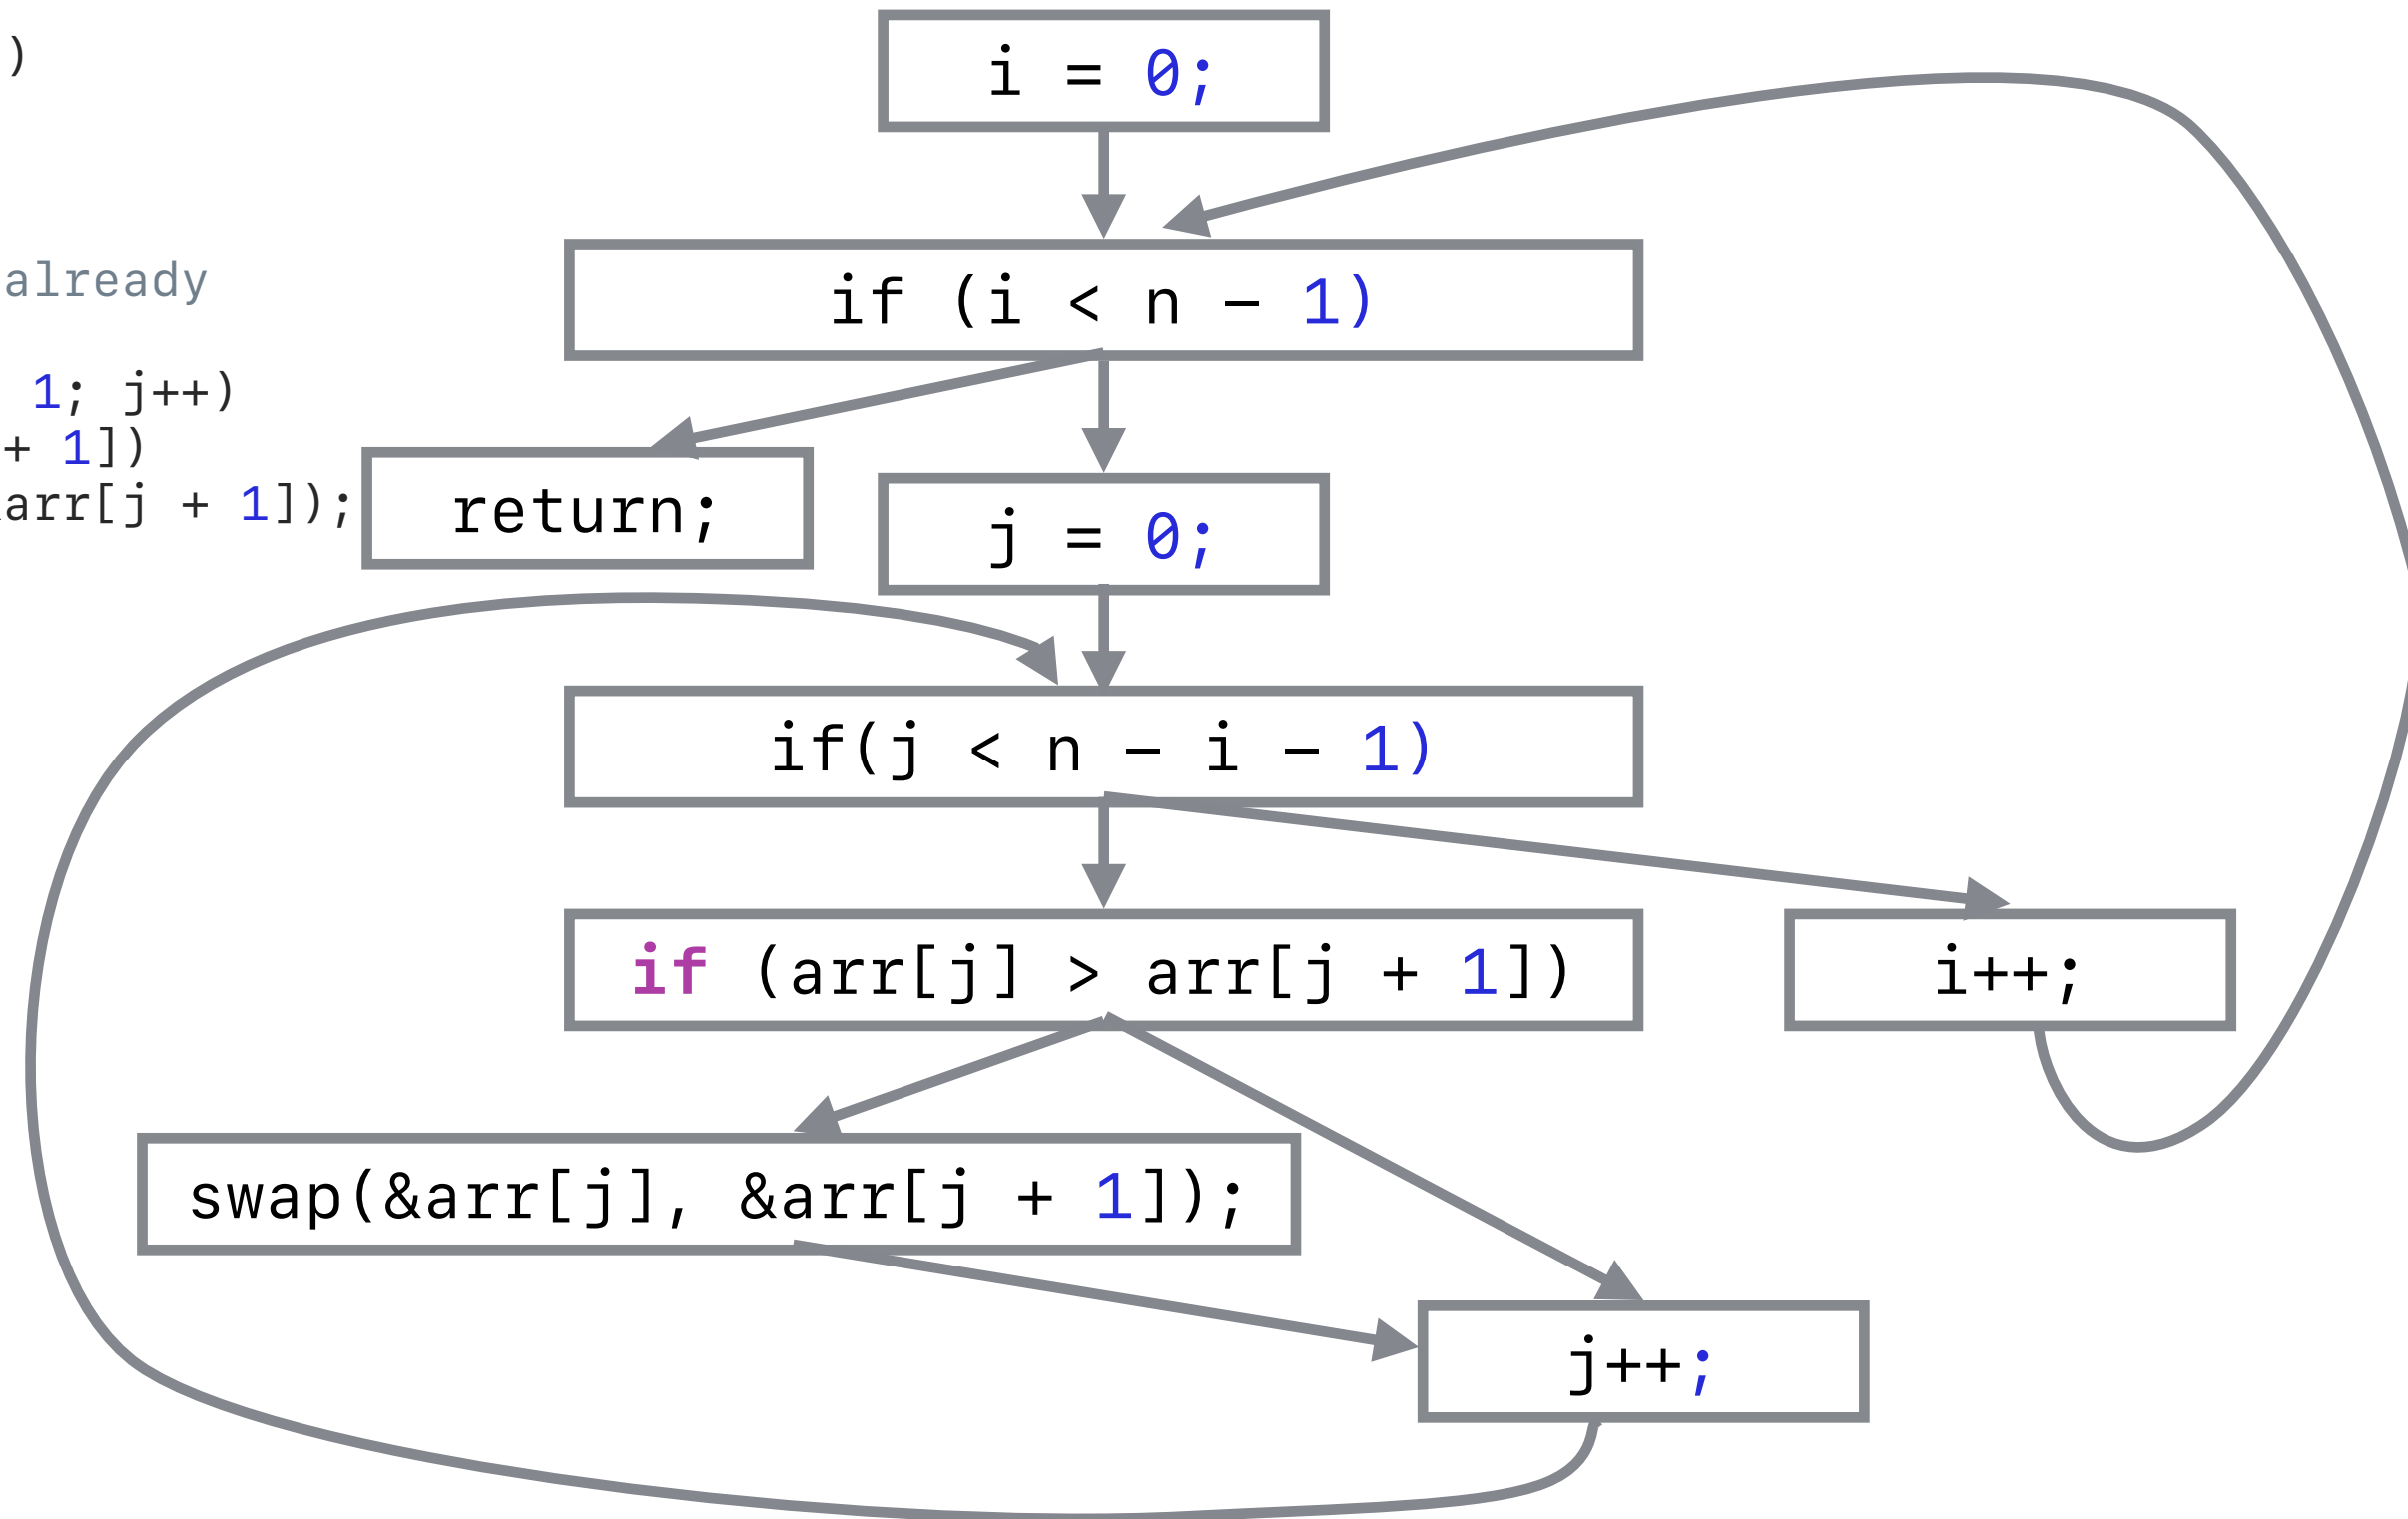 )
already
1; j++)
+ 1])
arr[j + 1]);
i = 0;
if (i < n - 1)
return;
j = 0;
if(j < n - i - 1)
if (arr[j] > arr[j + 1])
i++;
swap(&arr[j], &arr[j + 1]);
j++;